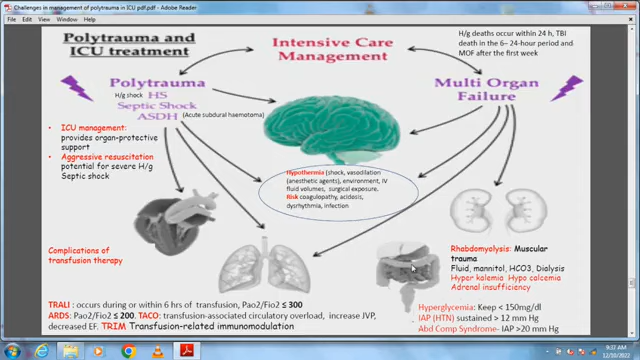 Challenges in management of polytrauma in ICU pdf.pdf - Adobe Reader
File Edit View Window Help
Polytrauma and
ICU treatment
Intensive Care
Management
H/g deaths occur within 24 h, TBI
death in the 6- 24-hour period and
MOF after the first week
Polytrauma
H/g shock HS
Septic Shock
ASDH (Acute subdural haematoma)
Multi Organ
Failure
• ICU management:
provides organ-protective
support
• Aggressive resuscitation
potential for severe H/g
Septic shock
Hypothermia (shock, vasodilation
(anesthetic agents), environment, IV
fluid volumes, surgical exposure,
Risk coagulopathy, acidosis,
dysrhythmia, infection
Complications of
transfusion therapy
Rhabdomyolysis: Muscular
trauma
Fluid, mannitol, HCO3, Dialysis
Hyper kalemia Hypo calcemia
Adrenal insufficiency
TRALI: occurs during or within 6 hrs of transfusion, Pao2/Fio2 ≤ 300
ARDS: Pao2/Fio2 ≤ 200. TACO: transfusion-associated circulatory overload, increase JVP,
decreased EF. TRIM Transfusion-related immunomodulation
Hyperglycemia: Keep < 150mg/dl
IAP (HTN) sustained > 12 mm Hg
Abd Comp Syndrome- IAP >20 mm Hg
9:37 AM
12/10/2022